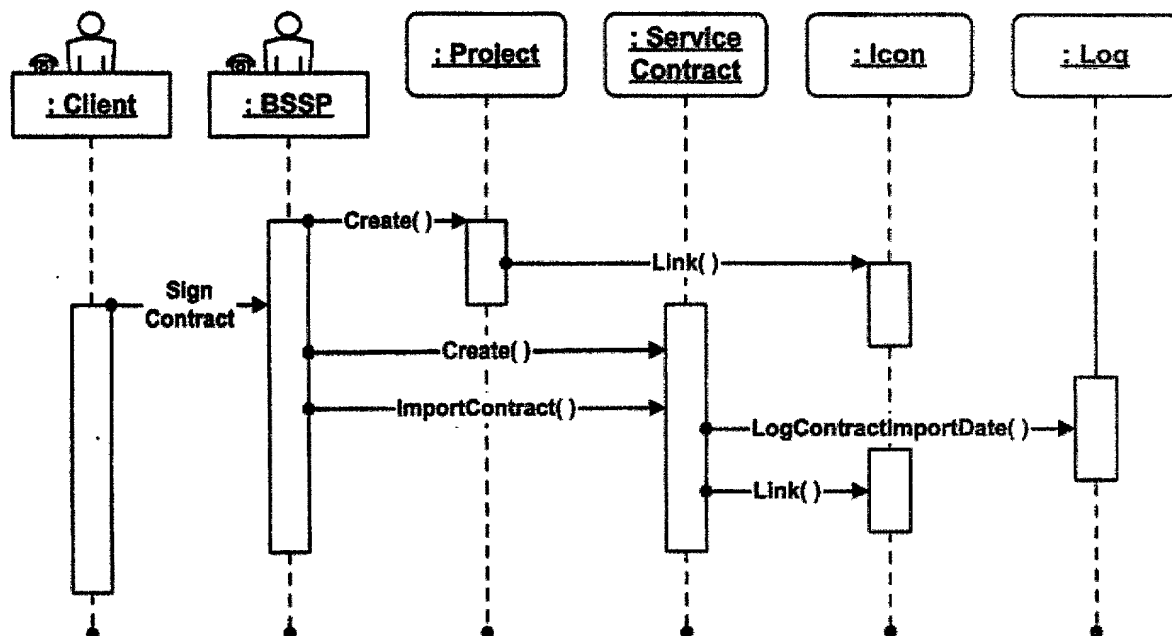 : Client
: BSSP
: Project
: Service
Contract
: Icon
: Log
Create( )
Link( )
Sign
Contract
Create( )
ImportContract( )
LogContractImportDate( )
Link( )